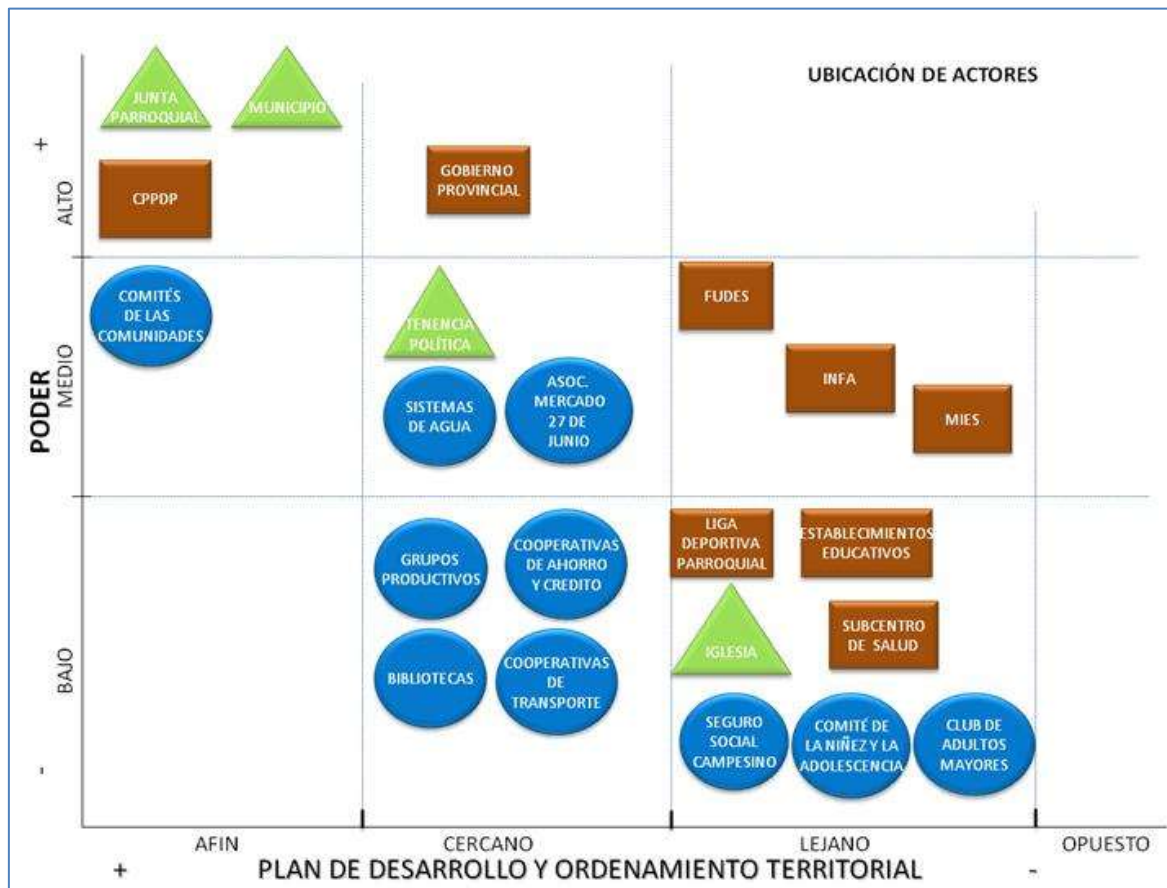 UBICACIÓN DE ACTORES
JUNTA
PARROQUIAL
MUNICIPIO
CPPDP
GOBIERNO
PROVINCIAL
COMITÉS
DE LAS
COMUNIDADES
TENENCIA
POLÍTICA
SISTEMAS
DE AGUA
ASOC.
MERCADO
27 DE
JUNIO
FUDES
INFA
MIES
GRUPOS
PRODUCTIVOS
COOPERATIVAS
DE AHORRO
Y CREDITO
BIBLIOTECAS
COOPERATIVAS
DE
TRANSPORTE
LIGA
DEPORTIVA
PARROQUIAL
ESTABLECIMIENTOS
EDUCATIVOS
IGLESIA
SUBCENTRO
DE SALUD
SEGURO
SOCIAL
CAMPESINO
COMITÉ DE
LA NIÑEZ Y LA
ADOLESCENCIA
CLUB DE
ADULTOS
MAYORES
+
ALTO
PODER
MEDIO
BAJO
-
AFIN
CERCANO
LEJANO
OPUESTO
+ PLAN DE DESARROLLO Y ORDENAMIENTO TERRITORIAL -